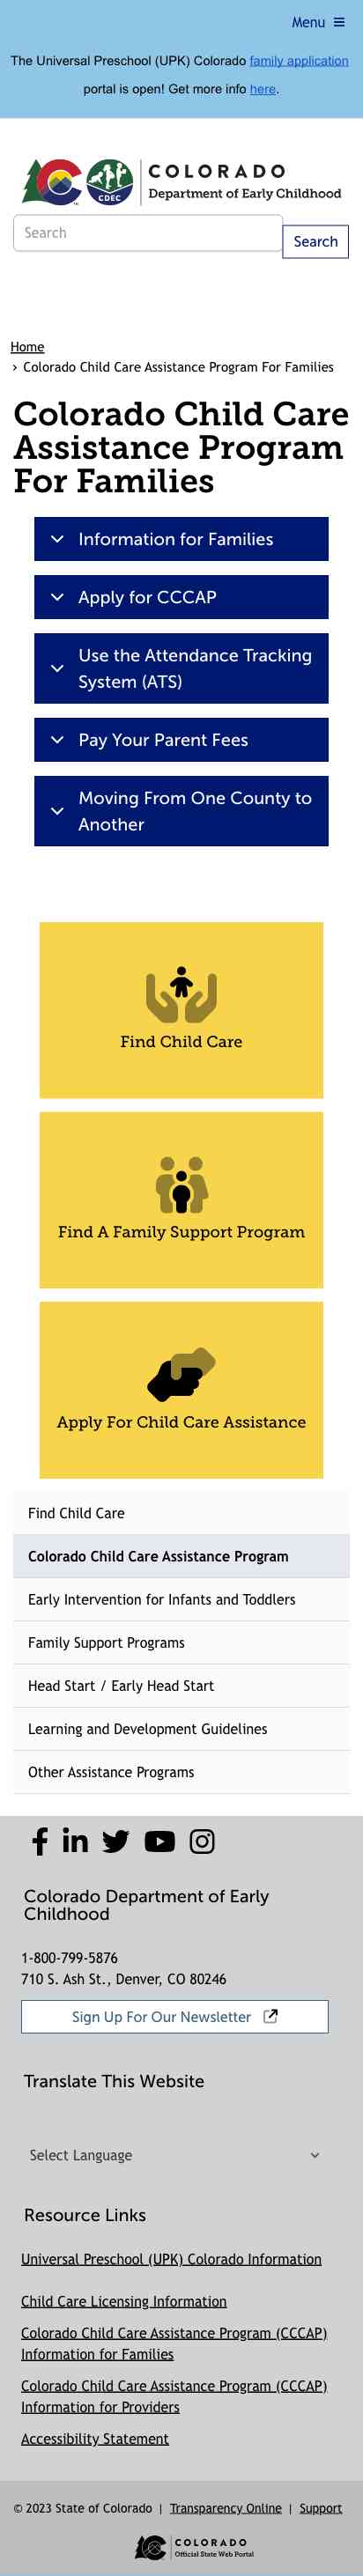 Menu
The Universal Preschool (UPK) Colorado family application
portal is open! Get more info here.
COLORADO
CDEC
Department of Early Childhood
Search
Search
Home
› Colorado Child Care Assistance Program For Families
Colorado Child Care
Assistance Program
For Families
Information for Families
Apply for CCCAP
Use the Attendance Tracking
System (ATS)
Pay Your Parent Fees
Moving From One County to
Another
Find Child Care
Find A Family Support Program
Apply For Child Care Assistance
Find Child Care
Colorado Child Care Assistance Program
Early Intervention for Infants and Toddlers
Family Support Programs
Head Start / Early Head Start
Learning and Development Guidelines
Other Assistance Programs
Colorado Department of Early
Childhood
1-800-799-5876
710 S. Ash St., Denver, CO 80246
Sign Up For Our Newsletter
Translate This Website
Select Language
Resource Links
Universal Preschool (UPK) Colorado Information
Child Care Licensing Information
Colorado Child Care Assistance Program (CCCAP)
Information for Families
Colorado Child Care Assistance Program (CCCAP)
Information for Providers
Accessibility Statement
© 2023 State of Colorado | Transparency Online | Support
COLORADO
Official State Web Portal